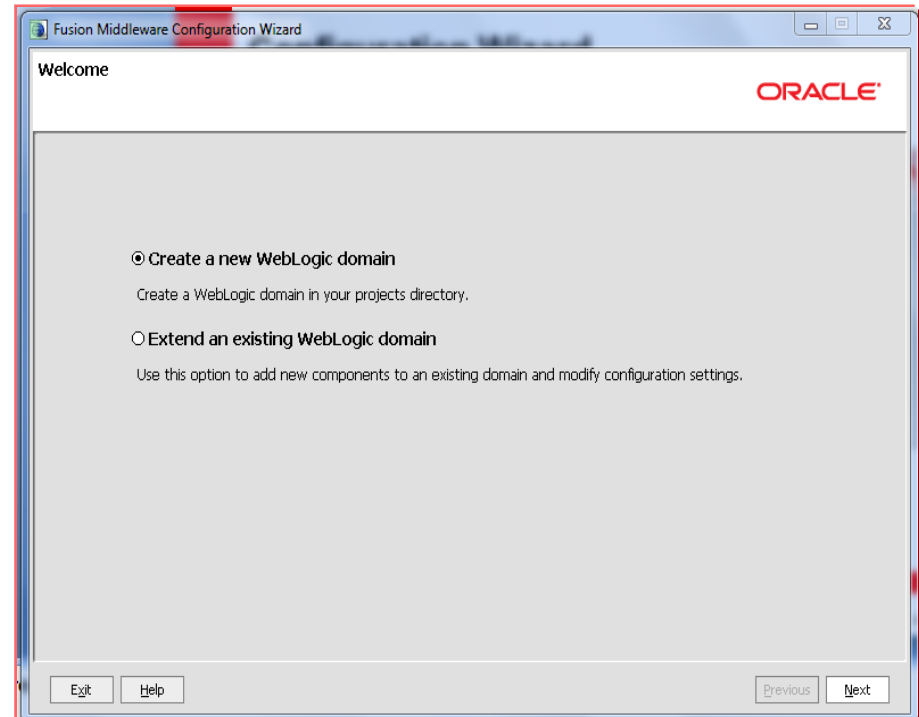 Fusion Middleware Configuration Wizard
Welcome
ORACLE
Create a new WebLogic domain
Create a WebLogic domain in your projects directory.
Extend an existing WebLogic domain
Use this option to add new components to an existing domain and modify configuration settings.
Exit Help Previous Next